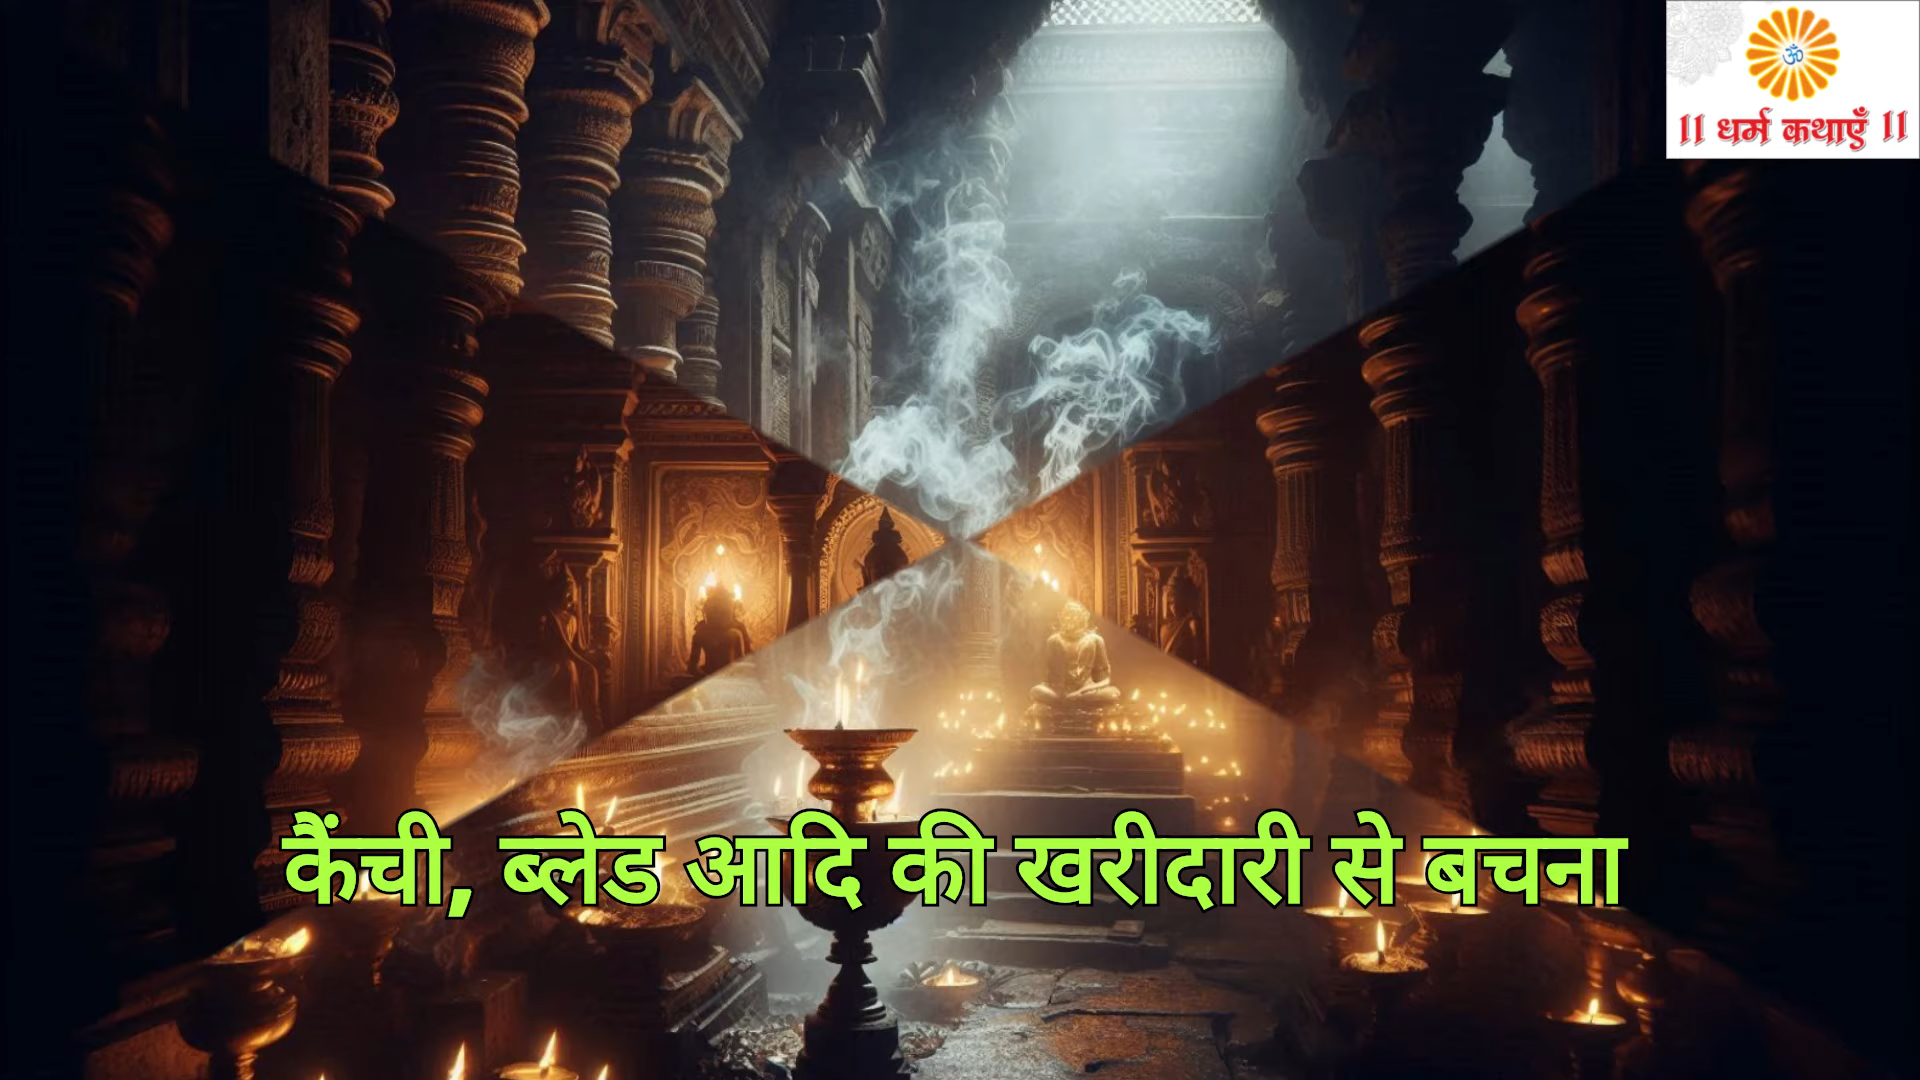 ॐ
॥ धर्म कथाएँ ॥
कैंची, ब्लेड आदि की खरीदारी से बचना